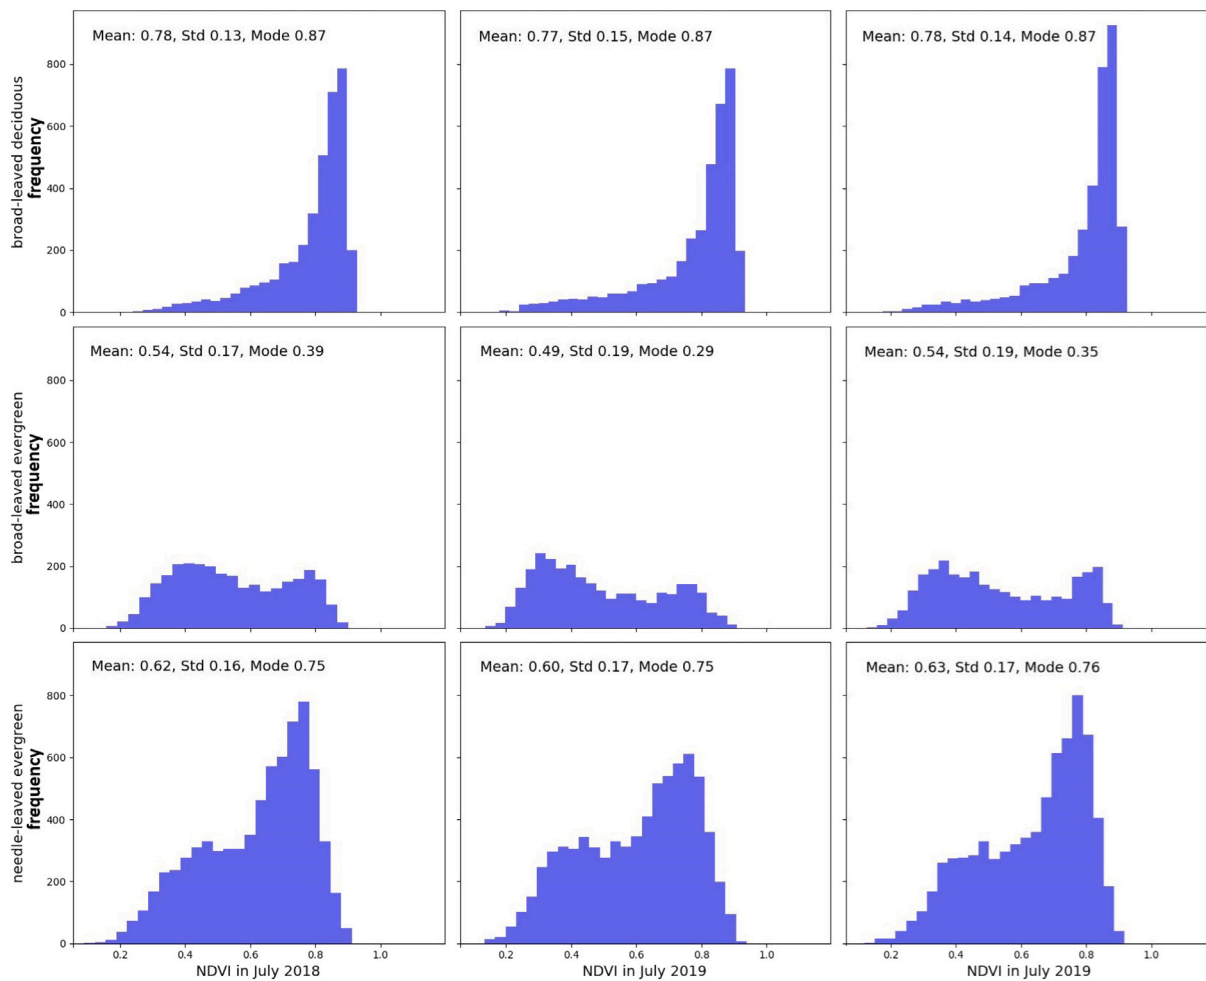 Mean: 0.78, Std 0.13, Mode 0.87
Mean: 0.77, Std 0.15, Mode 0.87
Mean: 0.78, Std 0.14, Mode 0.87
broad-leaved deciduous
frequency
800
600
400
200
0
Mean: 0.54, Std 0.17, Mode 0.39
Mean: 0.49, Std 0.19, Mode 0.29
Mean: 0.54, Std 0.19, Mode 0.35
broad-leaved evergreen
frequency
800
600
400
200
0
Mean: 0.62, Std 0.16, Mode 0.75
Mean: 0.60, Std 0.17, Mode 0.75
Mean: 0.63, Std 0.17, Mode 0.76
needle-leaved evergreen
frequency
800
600
400
200
0
0.2 0.4 0.6 0.8 1.0
0.2 0.4 0.6 0.8 1.0
0.2 0.4 0.6 0.8 1.0
NDVI in July 2018
NDVI in July 2019
NDVI in July 2019